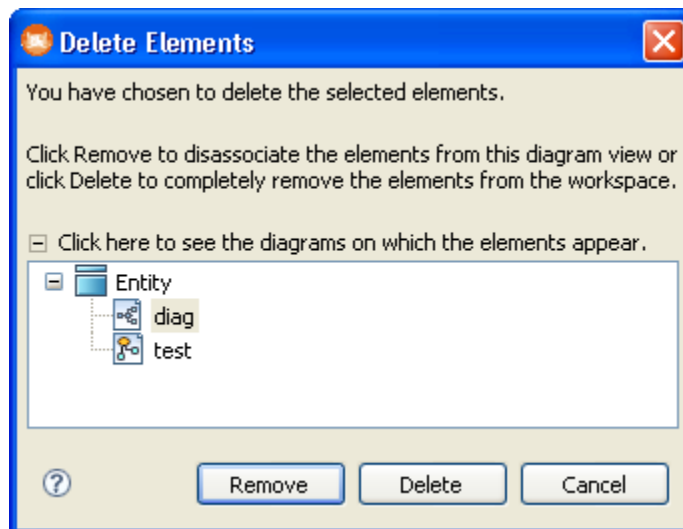 Delete Elements
You have chosen to delete the selected elements.
Click Remove to disassociate the elements from this diagram view or
click Delete to completely remove the elements from the workspace.
Click here to see the diagrams on which the elements appear.
Entity
diag
test
Remove Delete Cancel